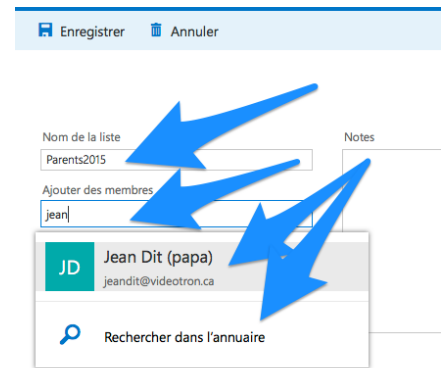 Enregistrer Annuler
Nom de la liste Notes
Parents2015
Ajouter des membres
jean
JD Jean Dit (papa)
jeandit@videotron.ca
Rechercher dans l'annuaire